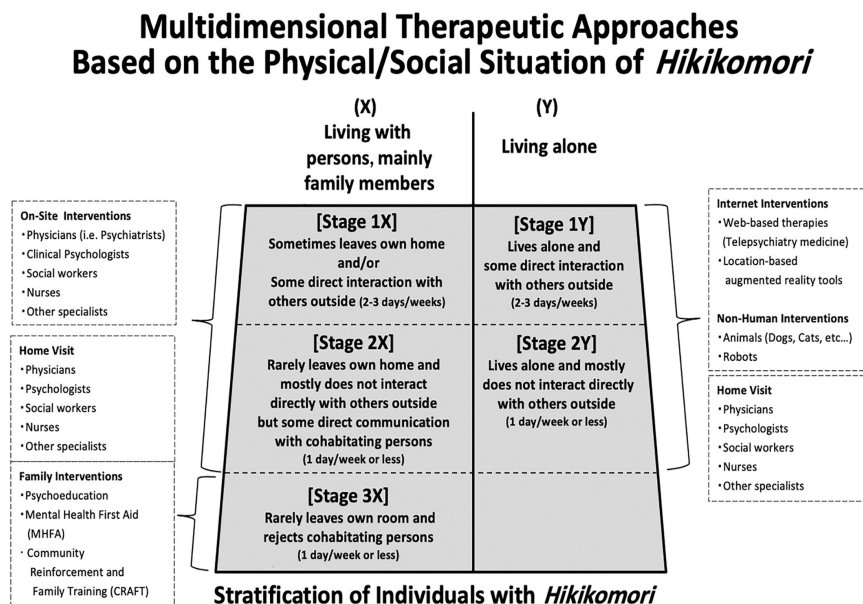 Multidimensional Therapeutic Approaches
Based on the Physical/Social Situation of Hikikomori
(X)
Living with
persons, mainly
family members
(Y)
Living alone
On-Site Interventions
・Physicians (i.e. Psychiatrists)
・Clinical Psychologists
・Social workers
・Nurses
・Other specialists
Home Visit
・Physicians
・Psychologists
・Social workers
・Nurses
・Other specialists
Family Interventions
・Psychoeducation
・Mental Health First Aid
(MHFA)
・Community
Reinforcement and
Family Training (CRAFT)
[Stage 1X]
Sometimes leaves own home
and/or
Some direct interaction with
others outside (2-3 days/weeks)
[Stage 1Y]
Lives alone and
some direct interaction
with others outside
(2-3 days/weeks)
[Stage 2X]
Rarely leaves own home and
mostly does not interact
directly with others outside
but some direct communication
with cohabitating persons
(1 day/week or less)
[Stage 2Y]
Lives alone and mostly
does not interact directly
with others outside
(1 day/week or less)
[Stage 3X]
Rarely leaves own room and
rejects cohabitating persons
(1 day/week or less)
Internet Interventions
・Web-based therapies
(Telepsychiatry medicine)
・Location-based
augmented reality tools
Non-Human Interventions
・Animals (Dogs, Cats, etc...)
・Robots
Home Visit
・Physicians
・Psychologists
・Social workers
・Nurses
・Other specialists
Stratification of Individuals with Hikikomori